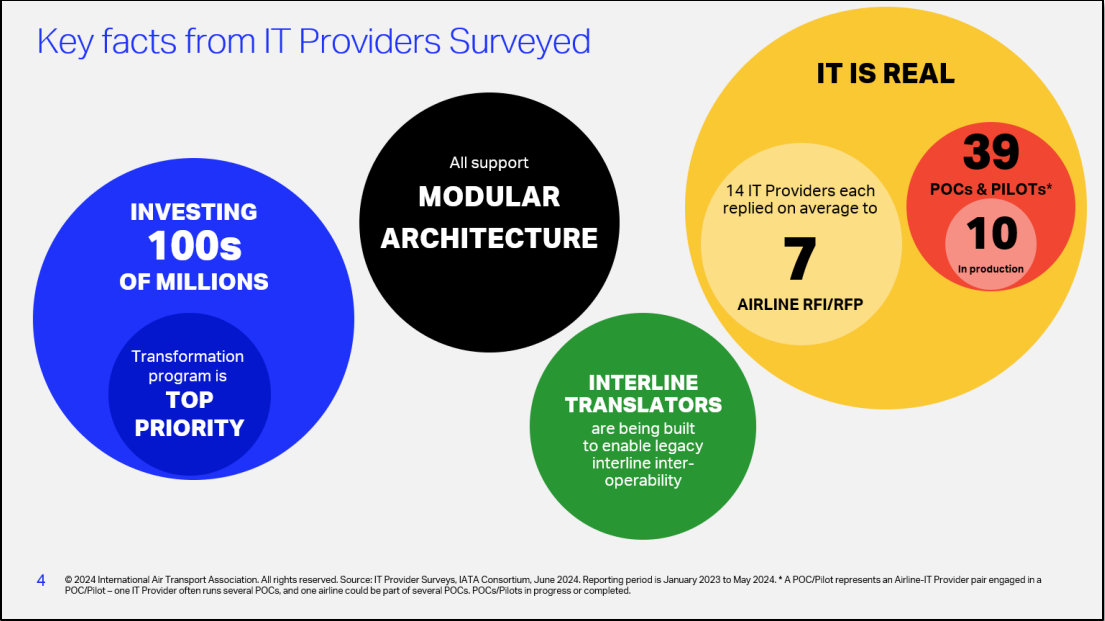 Key facts from IT Providers Surveyed
INVESTING
100s
OF MILLIONS
Transformation
program is
TOP
PRIORITY
All support
MODULAR
ARCHITECTURE
INTERLINE
TRANSLATORS
are being built
to enable legacy
interline inter-
operability
IT IS REAL
14 IT Providers each
replied on average to
7
AIRLINE RFI/RFP
39
POCs & PILOTs*
10
In production
4
© 2024 International Air Transport Association. All rights reserved. Source: IT Provider Surveys, IATA Consortium, June 2024. Reporting period is January 2023 to May 2024. * A POC/Pilot represents an Airline-IT Provider pair engaged in a
POC/Pilot – one IT Provider often runs several POCs, and one airline could be part of several POCs. POCs/Pilots in progress or completed.